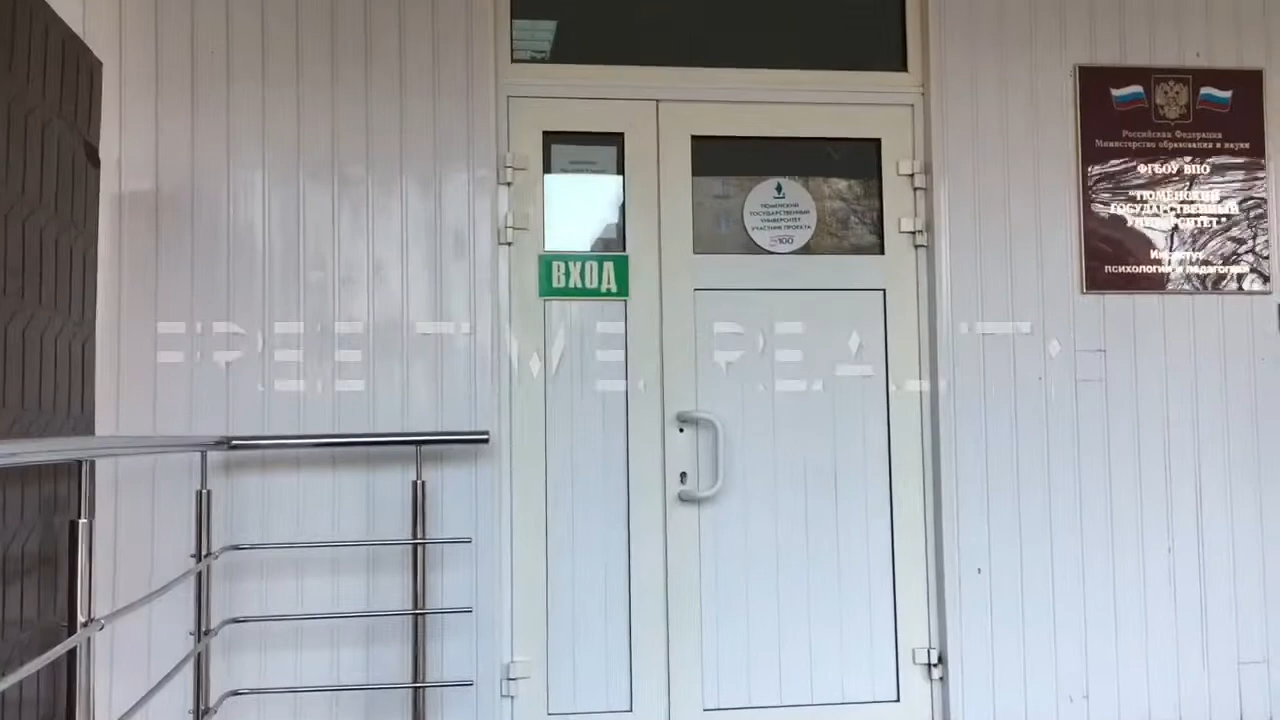 ВХОД
ТЮМЕНСКИЙ
ГОСУДАРСТВЕННЫЙ
УНИВЕРСИТЕТ
УЧАСТНИК ПРОЕКТА
100
Российская Федерация
Министерство образования и науки
ФГБОУ ВПО
"ТЮМЕНСКИЙ
ГОСУДАРСТВЕННЫЙ
УНИВЕРСИТЕТ"
Институт
психологии и педагогики